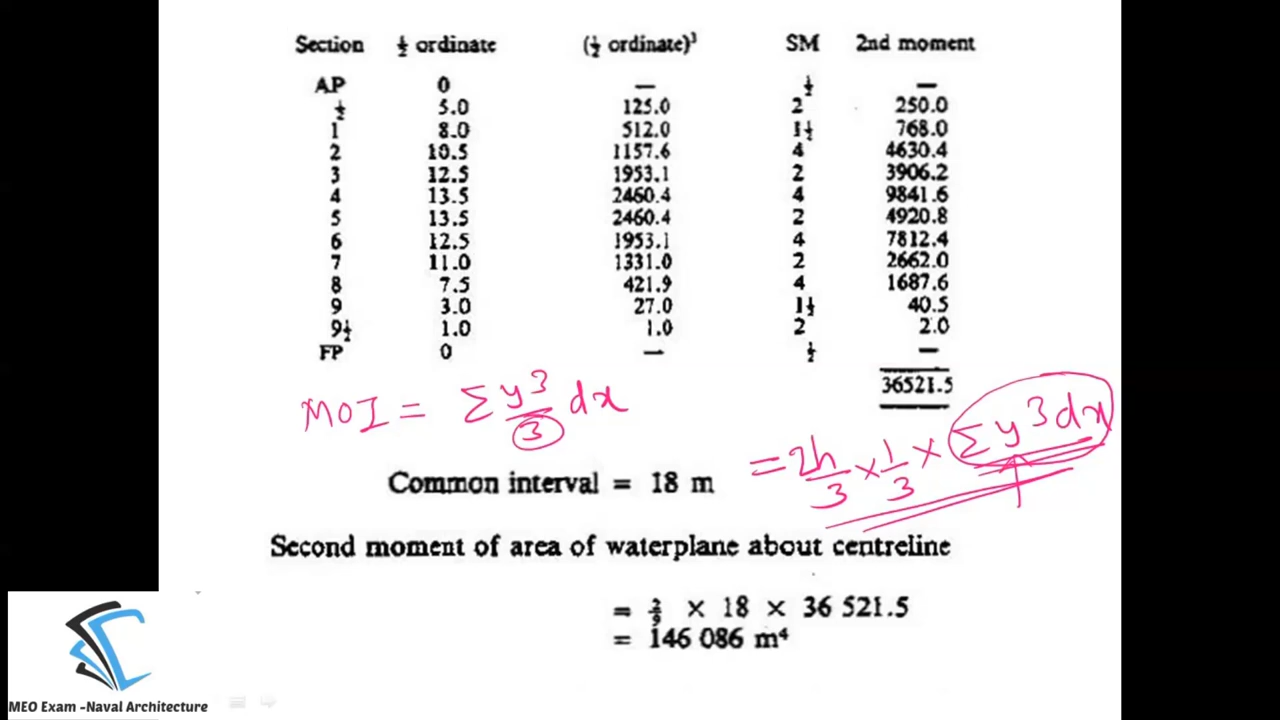 Section ½ ordinate (½ ordinate)³ SM 2nd moment
AP 0 — ½ —
½ 5.0 125.0 2 250.0
1 8.0 512.0 1½ 768.0
2 10.5 1157.6 4 4630.4
3 12.5 1953.1 2 3906.2
4 13.5 2460.4 4 9841.6
5 13.5 2460.4 2 4920.8
6 12.5 1953.1 4 7812.4
7 11.0 1331.0 2 2662.0
8 7.5 421.9 4 1687.6
9 3.0 27.0 1½ 40.5
9½ 1.0 1.0 2 2.0
FP 0 — ½ —
36521.5
MOI = Σ y³/3 dx
= 2h/3 × 1/3 × Σ y³ dx
Common interval = 18 m
Second moment of area of waterplane about centreline
= 2/9 × 18 × 36 521.5
= 146 086 m⁴
MEO Exam -Naval Architecture